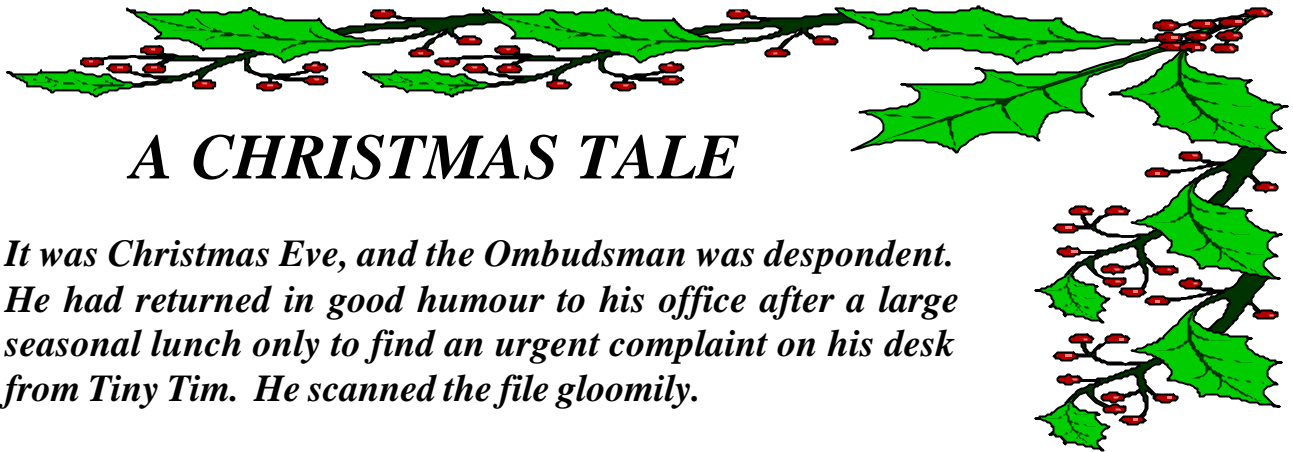 A CHRISTMAS TALE
It was Christmas Eve, and the Ombudsman was despondent.
He had returned in good humour to his office after a large
seasonal lunch only to find an urgent complaint on his desk
from Tiny Tim.  He scanned the file gloomily.